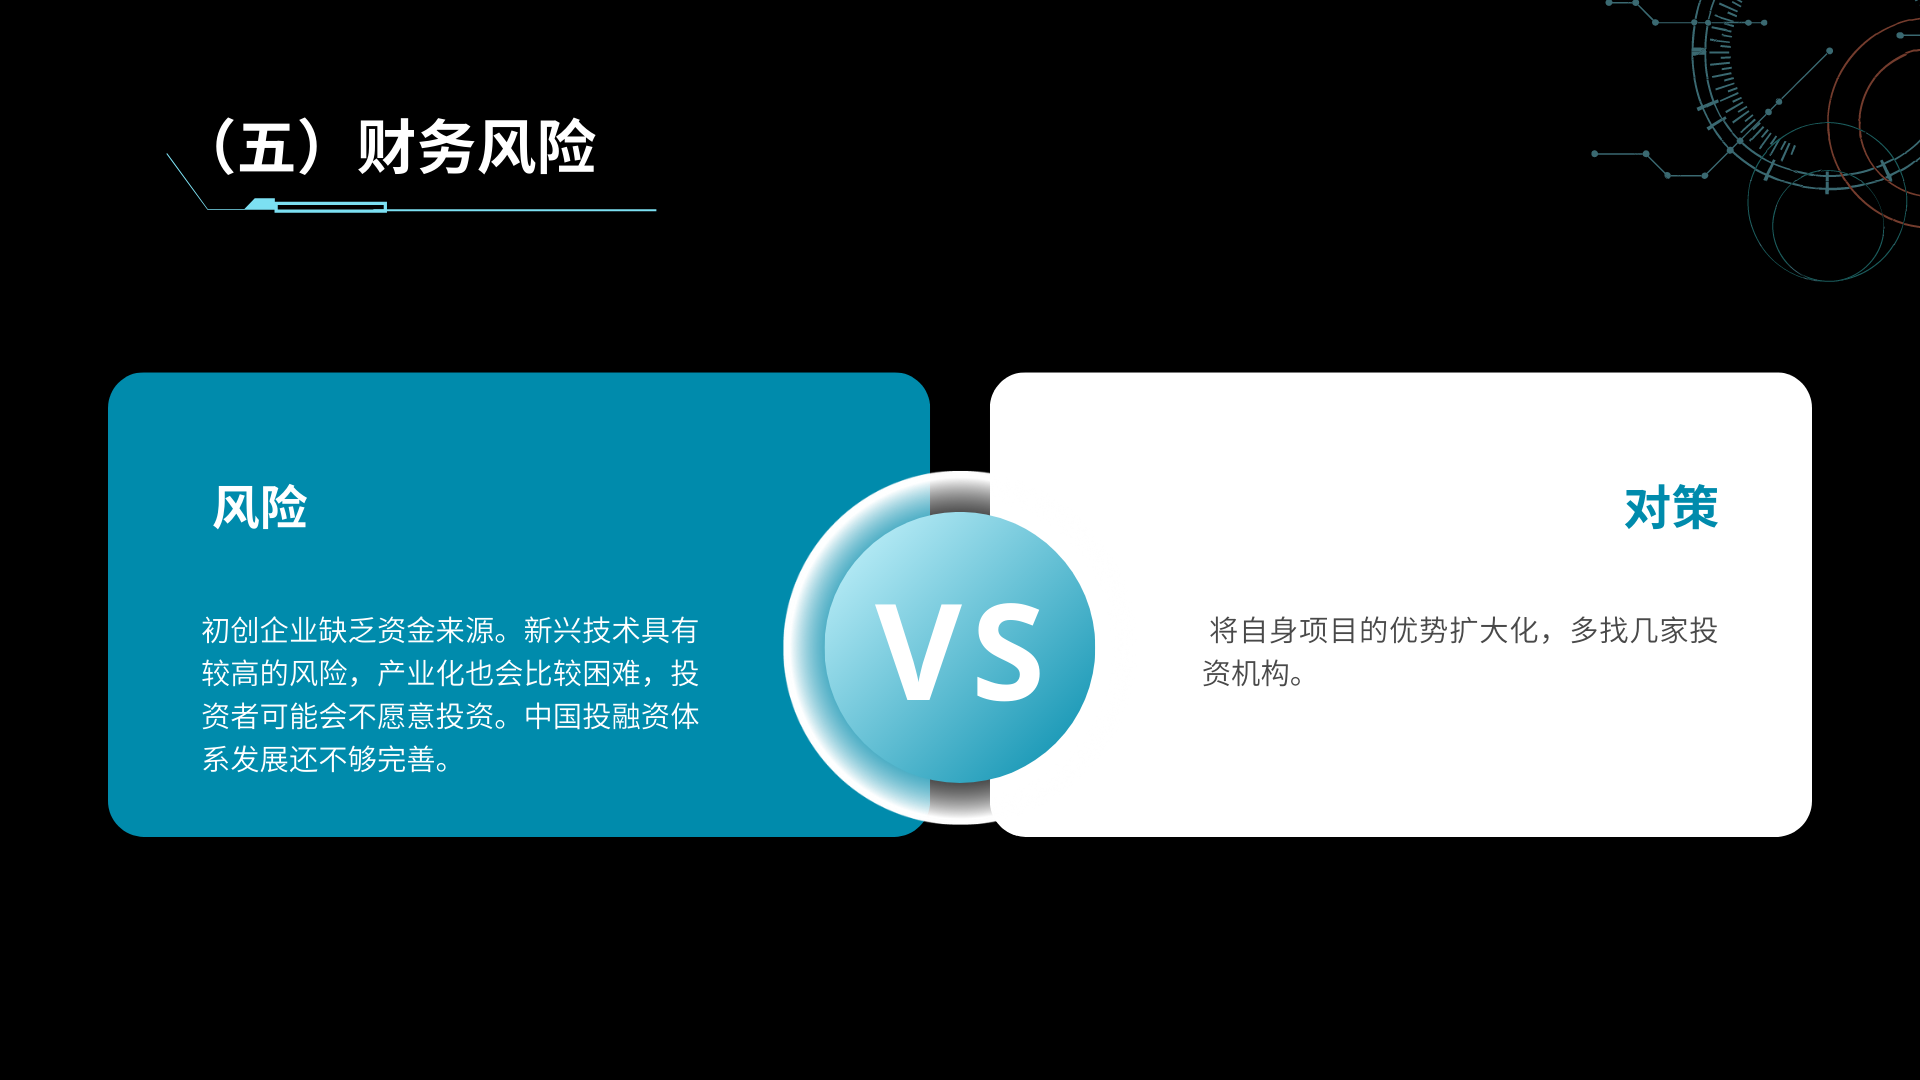 （五）财务风险
风险
初创企业缺乏资金来源。新兴技术具有
较高的风险，产业化也会比较困难，投
资者可能会不愿意投资。中国投融资体
系发展还不够完善。
VS
对策
将自身项目的优势扩大化，多找几家投
资机构。